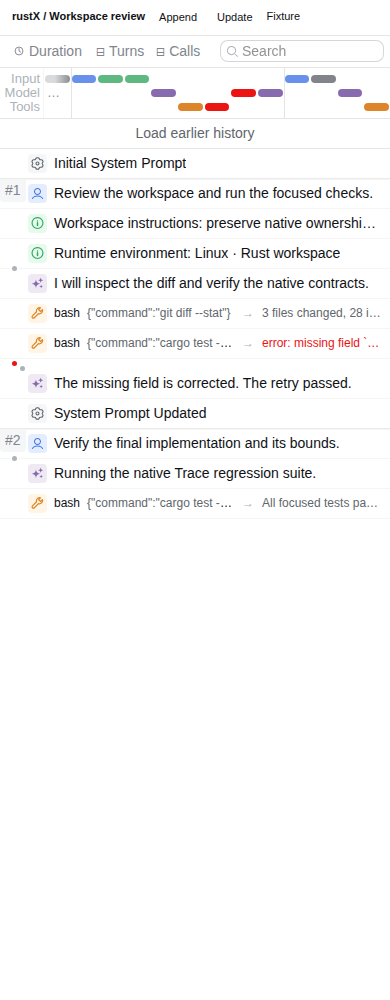 rustX / Workspace review Append Update Fixture
Duration Turns Calls Search
Input
Model …
Tools
Load earlier history
Initial System Prompt
#1 Review the workspace and run the focused checks.
Workspace instructions: preserve native ownershi…
Runtime environment: Linux · Rust workspace
I will inspect the diff and verify the native contracts.
bash {"command":"git diff --stat"} → 3 files changed, 28 i…
bash {"command":"cargo test -… → error: missing field `…
The missing field is corrected. The retry passed.
System Prompt Updated
#2 Verify the final implementation and its bounds.
Running the native Trace regression suite.
bash {"command":"cargo test -… → All focused tests pa…